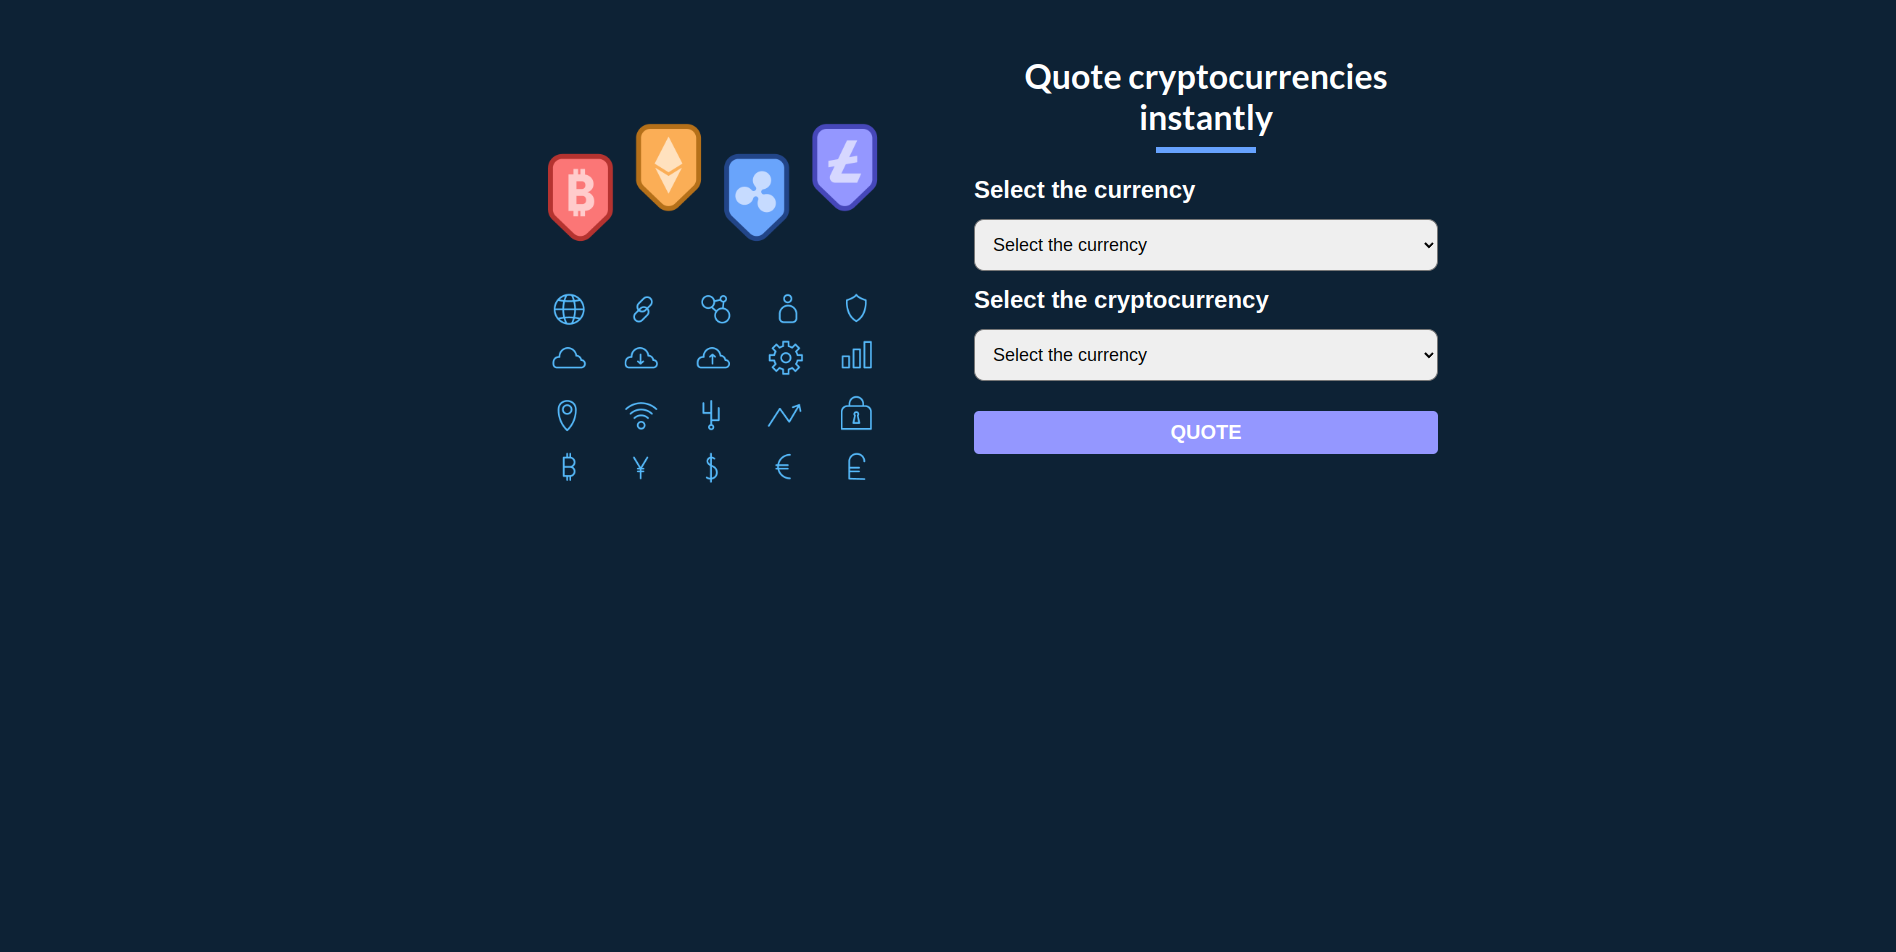 Quote cryptocurrencies
instantly
Select the currency
Select the currency
Select the cryptocurrency
Select the currency
QUOTE